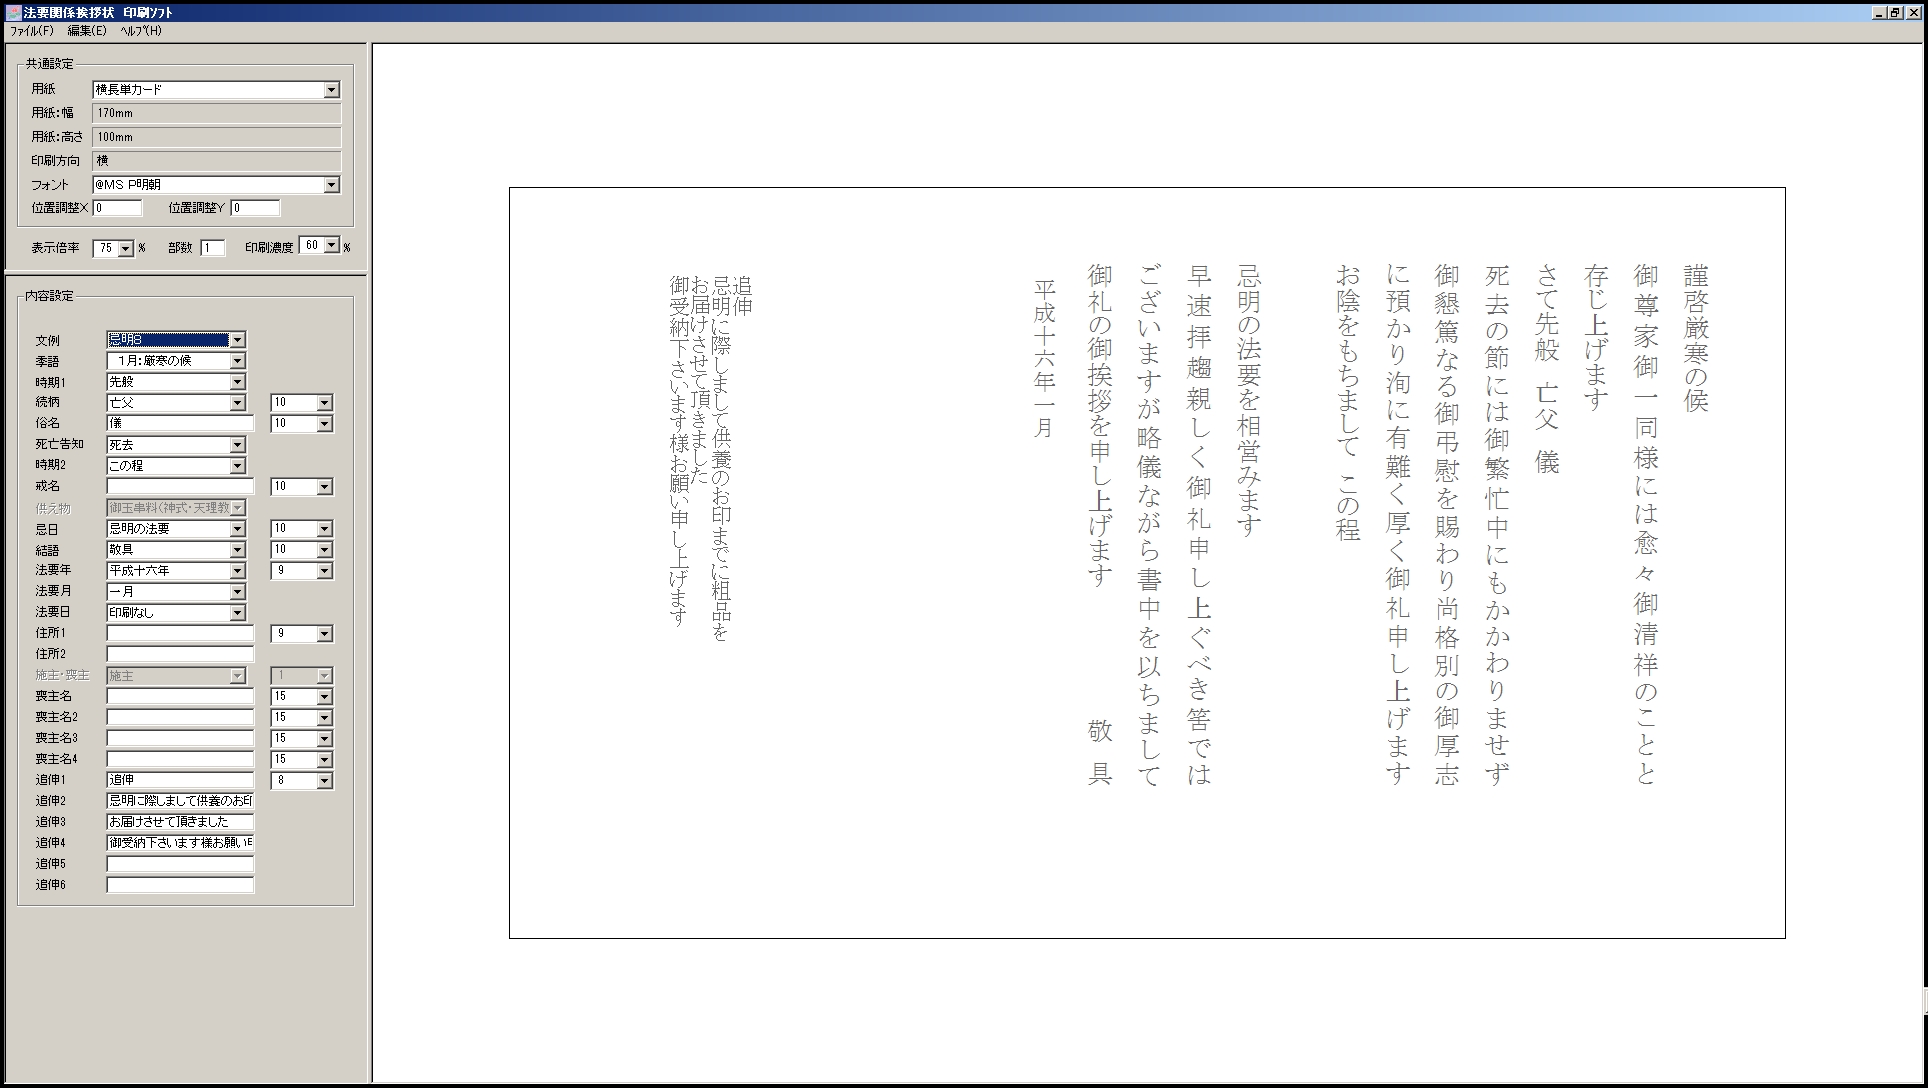 法要関係挨拶状 印刷ソフト
ファイル(F) 編集(E) ヘルプ(H)
共通設定
用紙 横長単カード
用紙:幅 170mm
用紙:高さ 100mm
印刷方向 横
フォント @MS P明朝
位置調整X 0 位置調整Y 0
表示倍率 75 % 部数 1 印刷濃度 60 %
内容設定
文例 忌明8
季語 1月:厳寒の候
時期1 先般
続柄 亡父 10
俗名 儀 10
死亡告知 死去
時期2 この程
戒名 10
供え物 御玉串料(神式・天理教
忌日 忌明の法要 10
結語 敬具 10
法要年 平成十六年 9
法要月 一月
法要日 印刷なし
住所1 9
住所2
施主・喪主 施主 1
喪主名 15
喪主名2 15
喪主名3 15
喪主名4 15
追伸1 追伸 8
追伸2 忌明に際しまして供養のお印
追伸3 お届けさせて頂きました
追伸4 御受納下さいます様お願い
追伸5
追伸6
謹啓厳寒の候
御尊家御一同様には愈々御清祥のことと
存じ上げます
さて先般 亡父 儀
死去の節には御繁忙中にもかかわりませず
御懇篤なる御弔慰を賜わり尚格別の御厚志
に預かり洵に有難く厚く御礼申し上げます
お陰をもちまして この程
忌明の法要を相営みます
早速拝趨親しく御礼申し上ぐべき筈では
ございますが略儀ながら書中を以ちまして
御礼の御挨拶を申し上げます 敬具
平成十六年一月
追伸
忌明に際しまして供養のお印までに粗品を
お届けさせて頂きました
御受納下さいます様お願い申し上げます